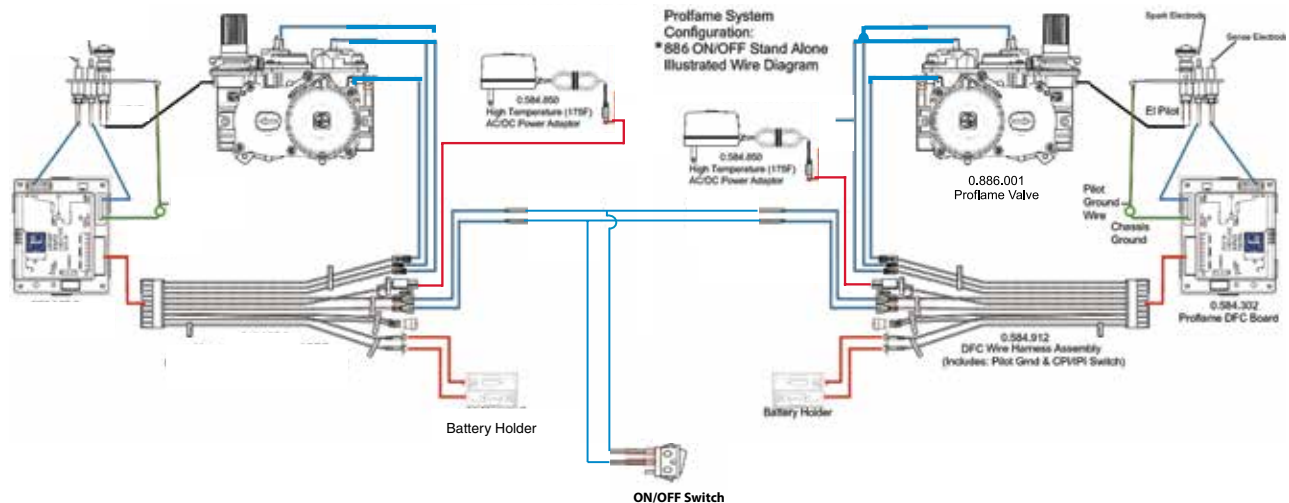 Prolfame System
Configuration:
*886 ON/OFF Stand Alone
Illustrated Wire Diagram
Spark Electrode
Sense Electrode
0.584.850
High Temperature (175F)
AC/DC Power Adaptor
0.584.850
High Temperature (175F)
AC/DC Power Adaptor
EI Pilot
0.886.001
Proflame Valve
Pilot
Ground
Wire
Chassis
Ground
0.584.302
Proflame DFC Board
0.584.912
DFC Wire Harness Assembly
(Includes: Pilot Grnd & CPI/IPI Switch)
Battery Holder
Battery Holder
ON/OFF Switch